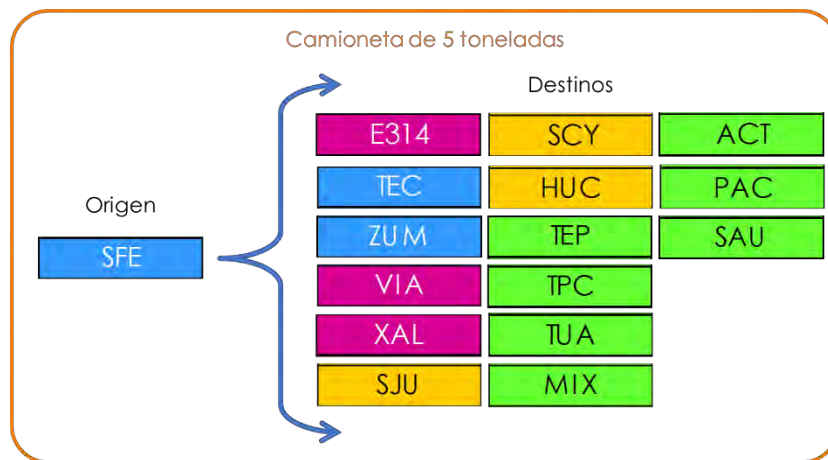 Camioneta de 5 toneladas
Destinos
Origen
SFE
E314
SCY
ACT
TEC
HUC
PAC
ZUM
TEP
SAU
VIA
TPC
XAL
TUA
SJU
MIX